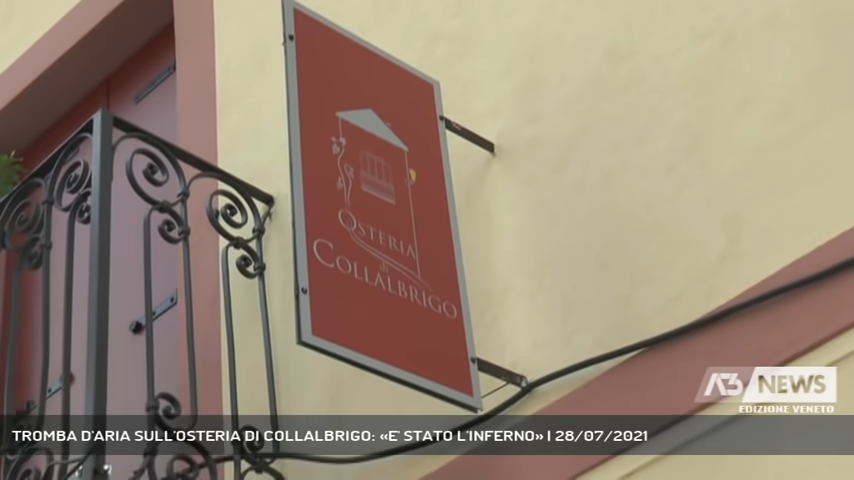 OSTERIA
di
COLLALBRIGO
A3 NEWS
EDIZIONE VENETO
TROMBA D'ARIA SULL'OSTERIA DI COLLALBRIGO: «E' STATO L'INFERNO» | 28/07/2021